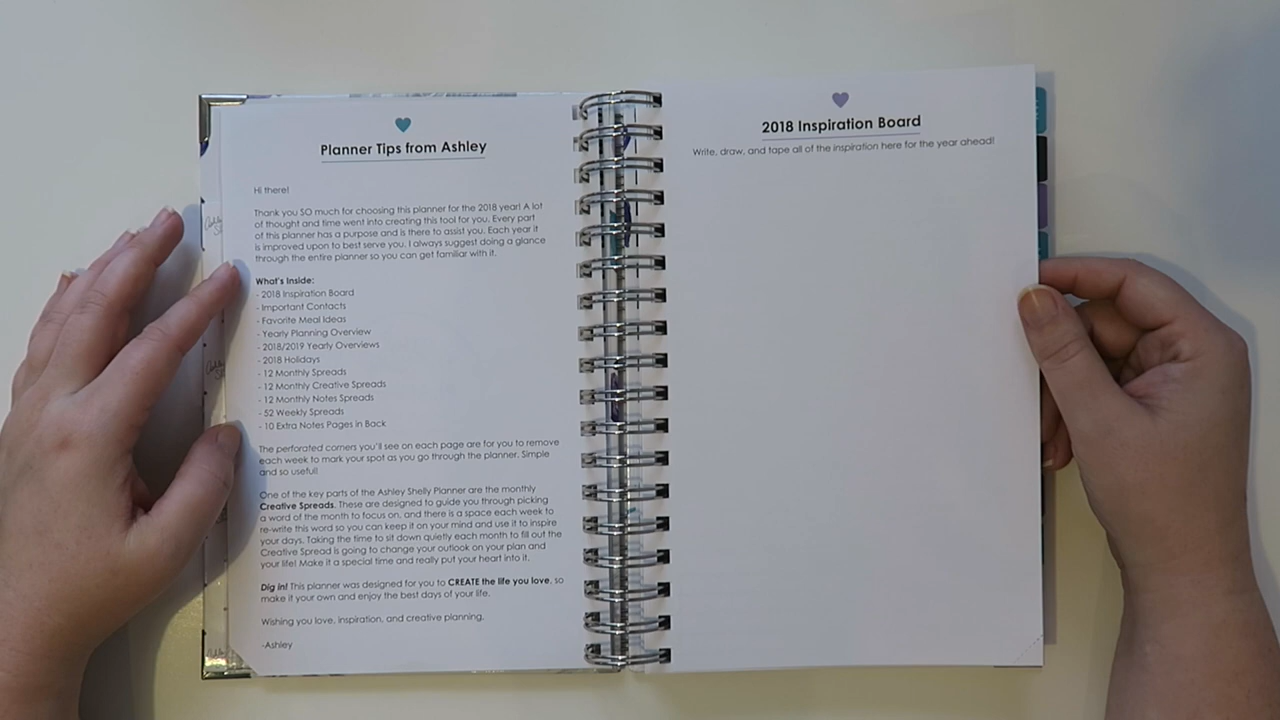 Planner Tips from Ashley
Hi there!
Thank you SO much for choosing this planner for the 2018 year! A lot
of thought and time went into creating this tool for you. Every part
of this planner has a purpose and is there to assist you. Each year it
is improved upon to best serve you. I always suggest doing a glance
through the entire planner so you can get familiar with it.
What's Inside:
- 2018 Inspiration Board
- Important Contacts
- Favorite Meal Ideas
- Yearly Planning Overview
- 2018/2019 Yearly Overviews
- 2018 Holidays
- 12 Monthly Spreads
- 12 Monthly Creative Spreads
- 12 Monthly Notes Spreads
- 52 Weekly Spreads
- 10 Extra Notes Pages in Back
The perforated corners you'll see on each page are for you to remove
each week to mark your spot as you go through the planner. Simple
and so useful!
One of the key parts of the Ashley Shelly Planner are the monthly
Creative Spreads. These are designed to guide you through picking
a word of the month to focus on, and there is a space each week to
re-write this word so you can keep it on your mind and use it to inspire
your days. Taking the time to sit down quietly each month to fill out the
Creative Spread is going to change your outlook on your plan and
your life! Make it a special time and really put your heart into it.
Dig in! This planner was designed for you to CREATE the life you love, so
make it your own and enjoy the best days of your life.
Wishing you love, inspiration, and creative planning,
-Ashley
2018 Inspiration Board
Write, draw, and tape all of the inspiration here for the year ahead!